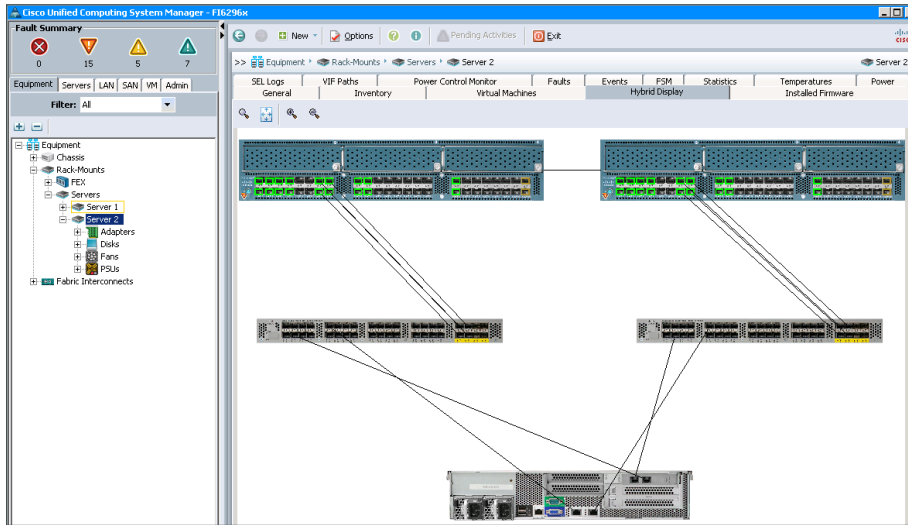 Cisco Unified Computing System Manager - FI6296x
Fault Summary
0 15 5 7
New Options Pending Activities Exit
>> Equipment Rack-Mounts Servers Server 2 Server 2
Equipment Servers LAN SAN VM Admin
Filter: All
SEL Logs VIF Paths Power Control Monitor Faults Events FSM Statistics Temperatures Power
General Inventory Virtual Machines Hybrid Display Installed Firmware
Equipment
Chassis
Rack-Mounts
FEX
Servers
Server 1
Server 2
Adapters
Disks
Fans
PSUs
Fabric Interconnects